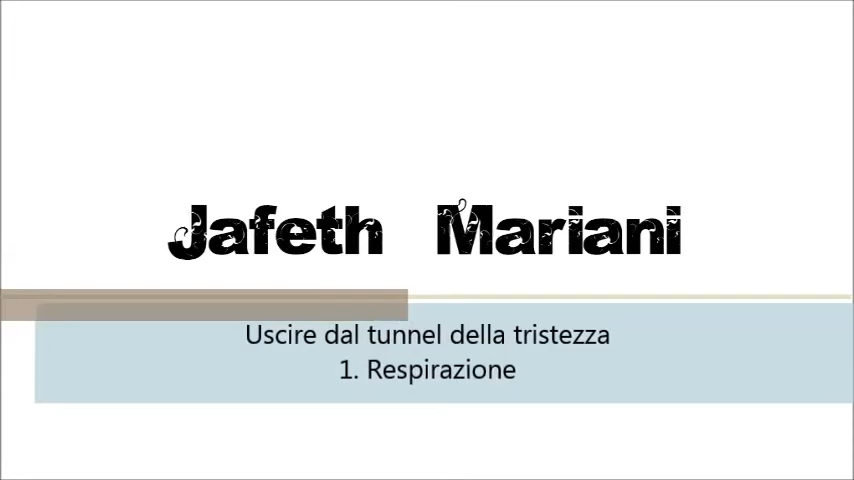 Jafeth Mariani
Uscire dal tunnel della tristezza
1. Respirazione